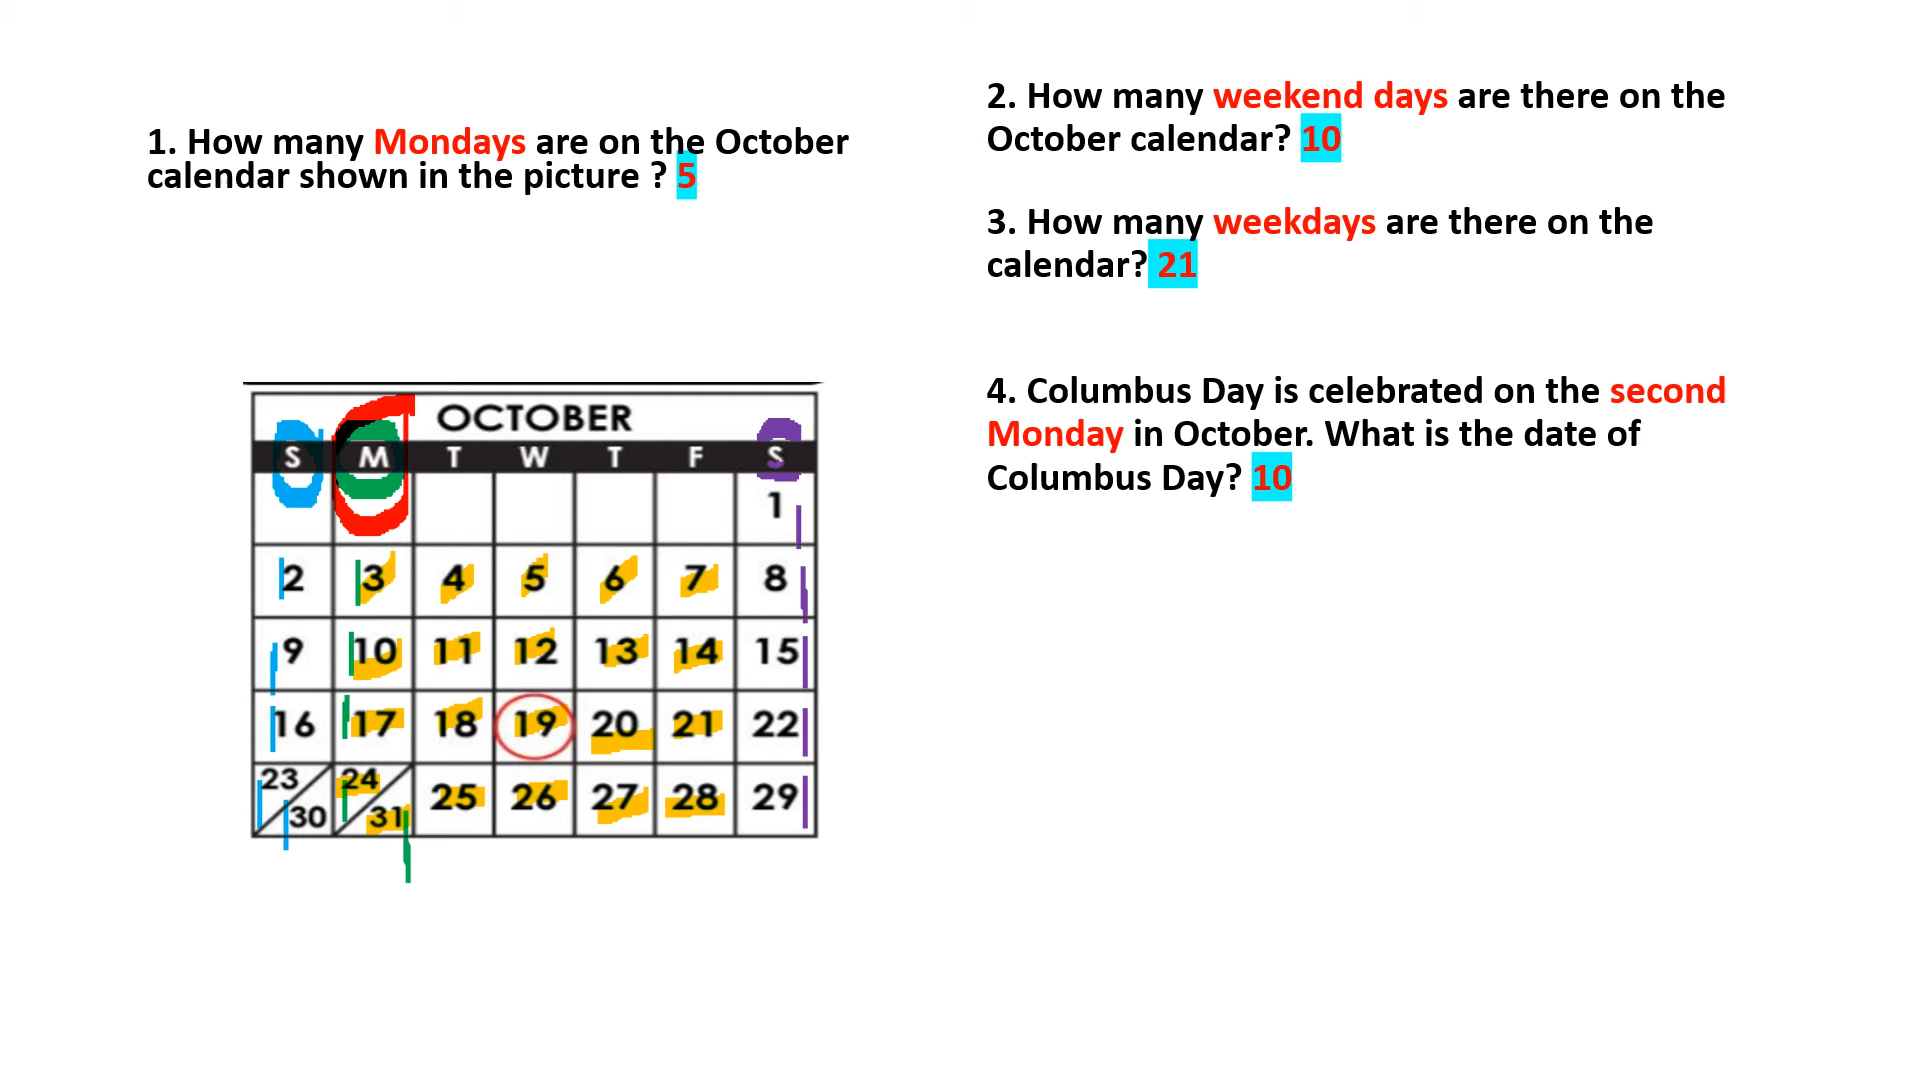 1. How many Mondays are on the October
calendar shown in the picture ? 5
2. How many weekend days are there on the
October calendar? 10
3. How many weekdays are there on the
calendar? 21
4. Columbus Day is celebrated on the second
Monday in October. What is the date of
Columbus Day? 10
OCTOBER
S M T W T F S
1
2 3 4 5 6 7 8
9 10 11 12 13 14 15
16 17 18 19 20 21 22
23 30 24 31 25 26 27 28 29